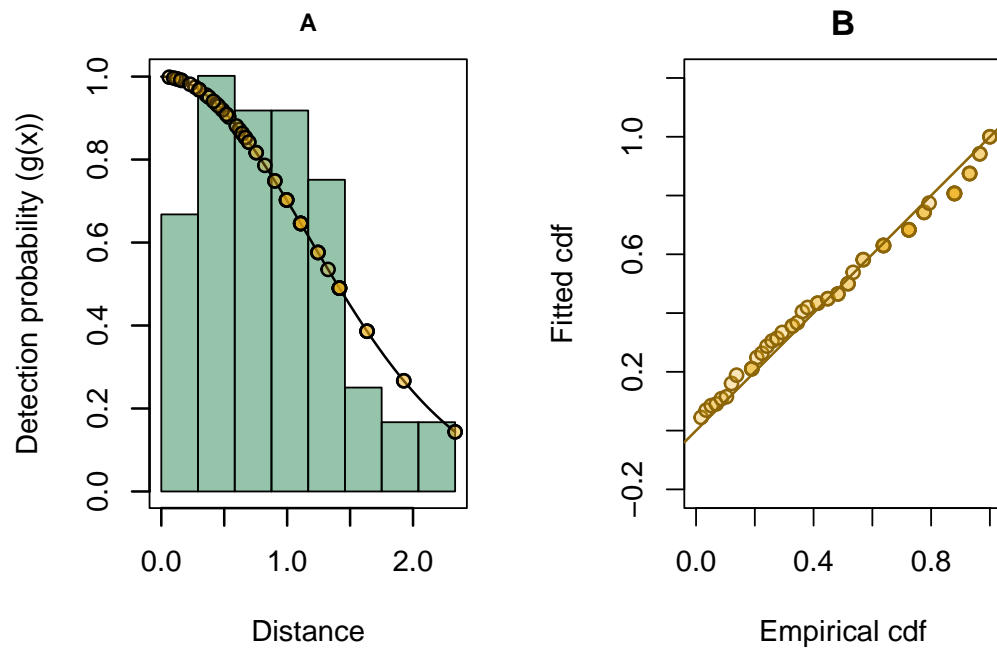 A
Detection probability (g(x))
1.0
0.8
0.6
0.4
0.2
0.0
0.0 1.0 2.0
Distance
B
Fitted cdf
1.0
0.6
0.2
−0.2
0.0 0.4 0.8
Empirical cdf